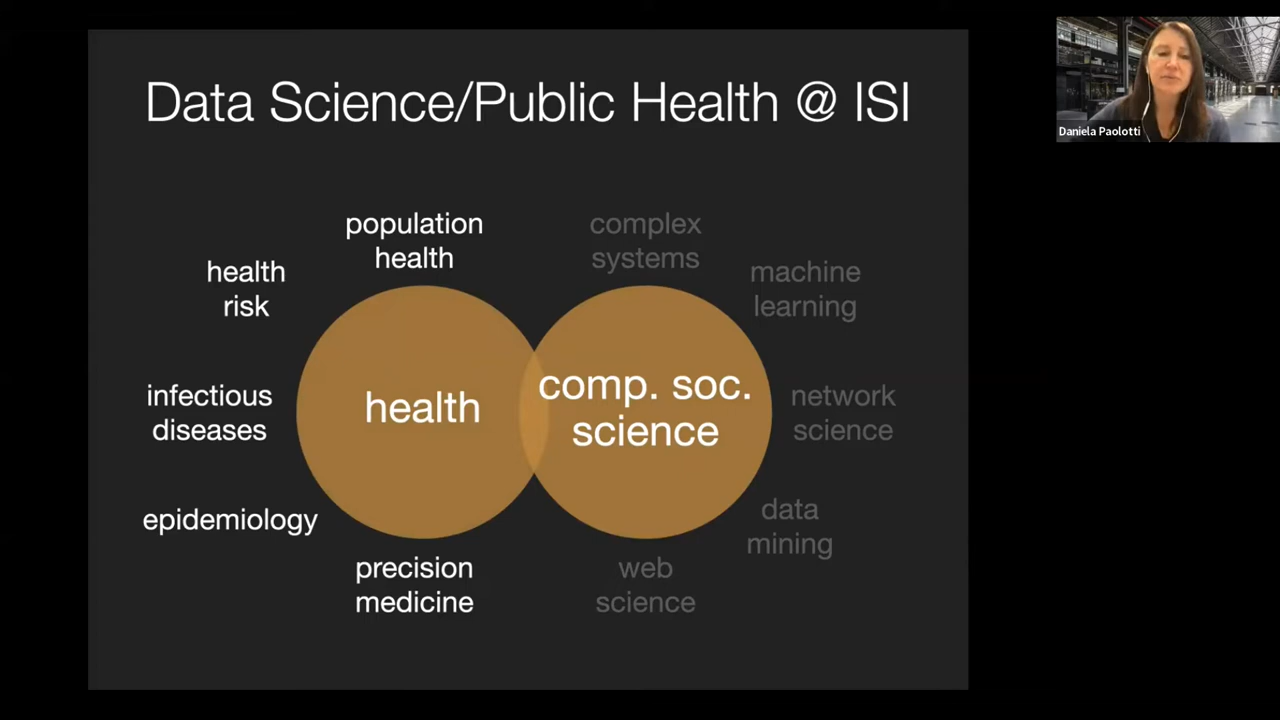 Data Science/Public Health @ ISI
Daniela Paolotti
population
health
complex
systems
health
risk
machine
learning
infectious
diseases
health
comp. soc.
science
network
science
epidemiology
data
mining
precision
medicine
web
science